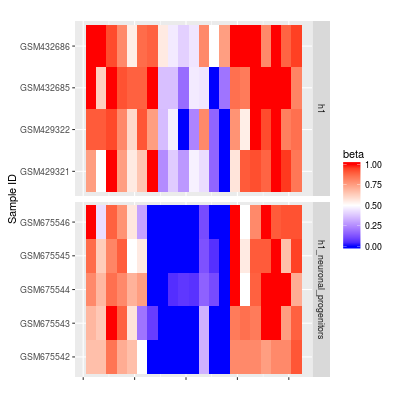 GSM432686
GSM432685
GSM429322
GSM429321
h1
GSM675546
GSM675545
GSM675544
GSM675543
GSM675542
h1_neuronal_progenitors
Sample ID
beta
1.00
0.75
0.50
0.25
0.00